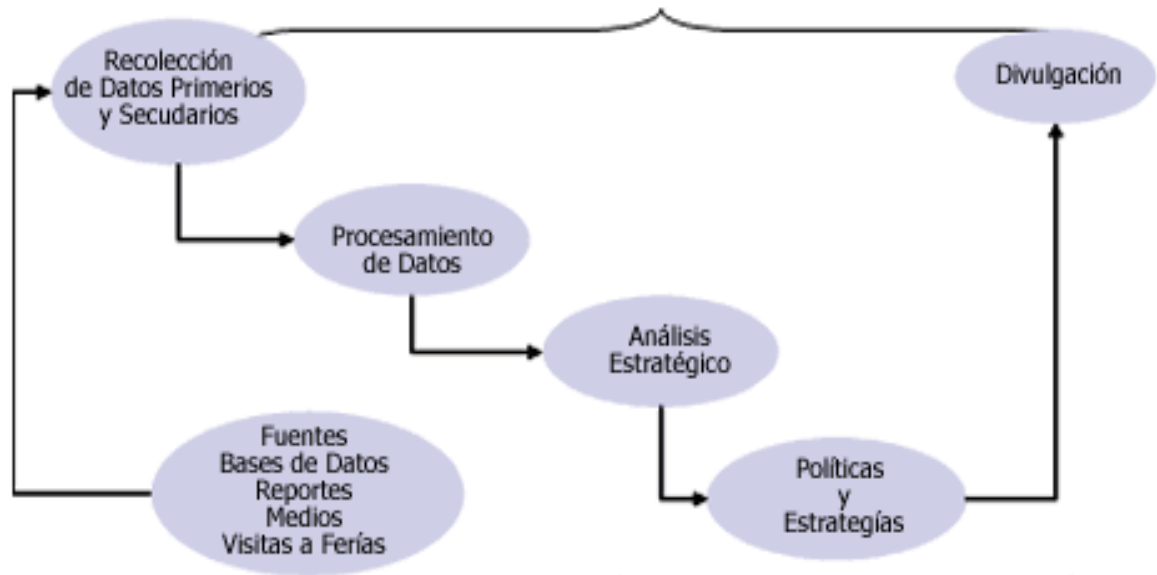 Recolección
de Datos Primerios
y Secudarios
Divulgación
Procesamiento
de Datos
Análisis
Estratégico
Fuentes
Bases de Datos
Reportes
Medios
Visitas a Ferías
Políticas
y
Estrategías